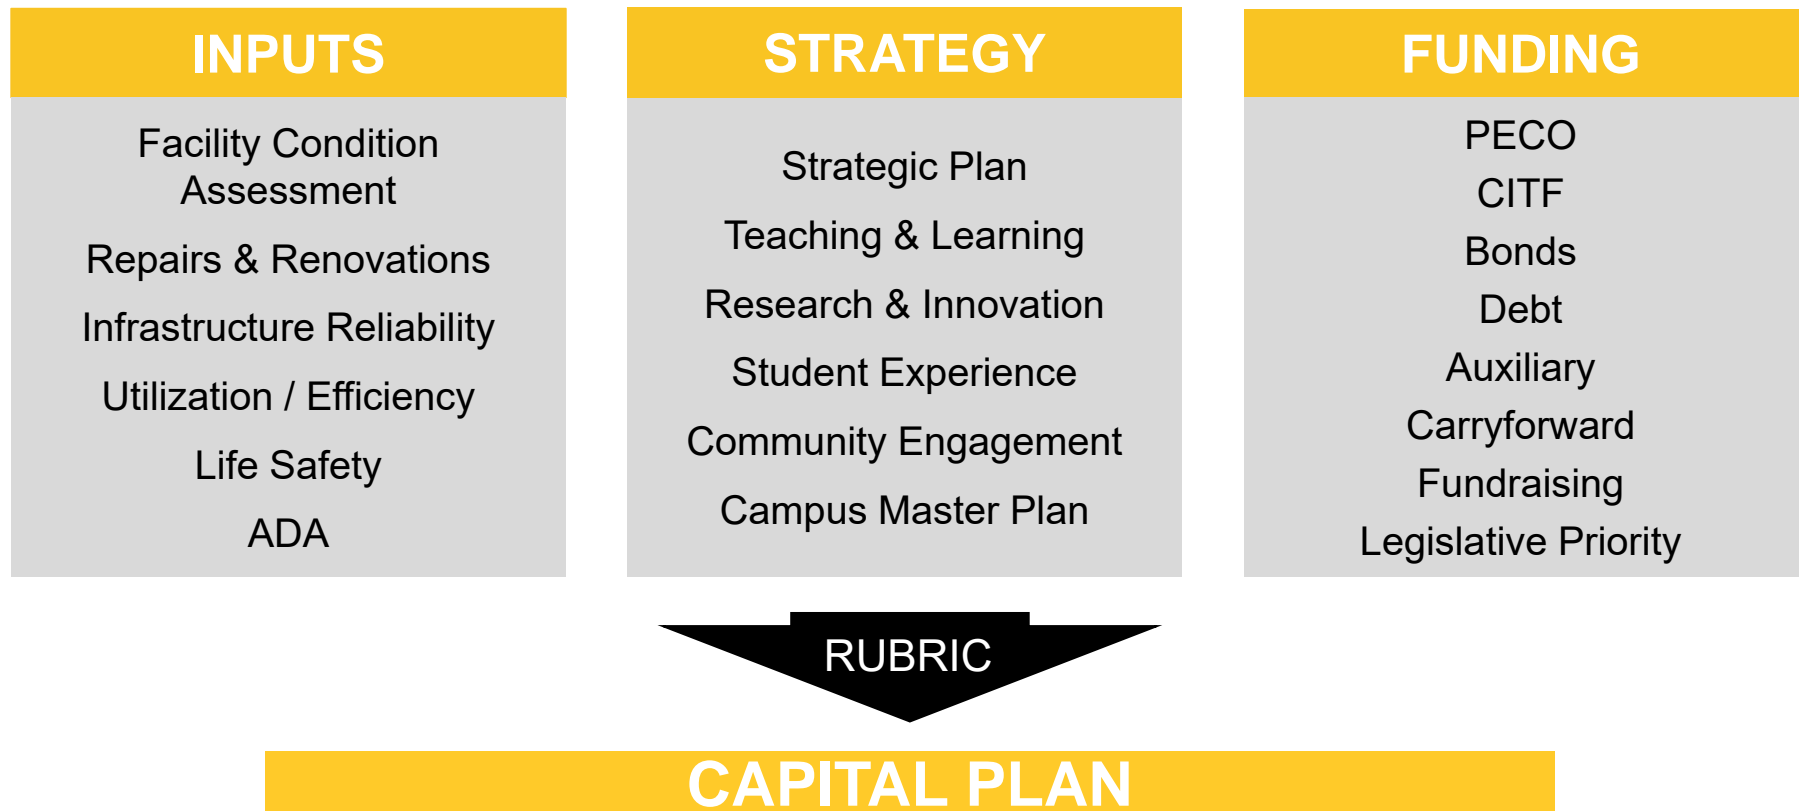 INPUTS
Facility Condition
Assessment
Repairs & Renovations
Infrastructure Reliability
Utilization / Efficiency
Life Safety
ADA
STRATEGY
Strategic Plan
Teaching & Learning
Research & Innovation
Student Experience
Community Engagement
Campus Master Plan
FUNDING
PECO
CITF
Bonds
Debt
Auxiliary
Carryforward
Fundraising
Legislative Priority
RUBRIC
CAPITAL PLAN